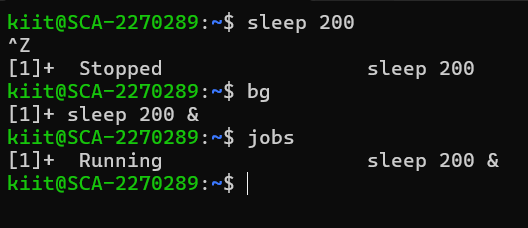 kiit@SCA-2270289:~$ sleep 200
^Z
[1]+  Stopped                 sleep 200
kiit@SCA-2270289:~$ bg
[1]+ sleep 200 &
kiit@SCA-2270289:~$ jobs
[1]+  Running                 sleep 200 &
kiit@SCA-2270289:~$